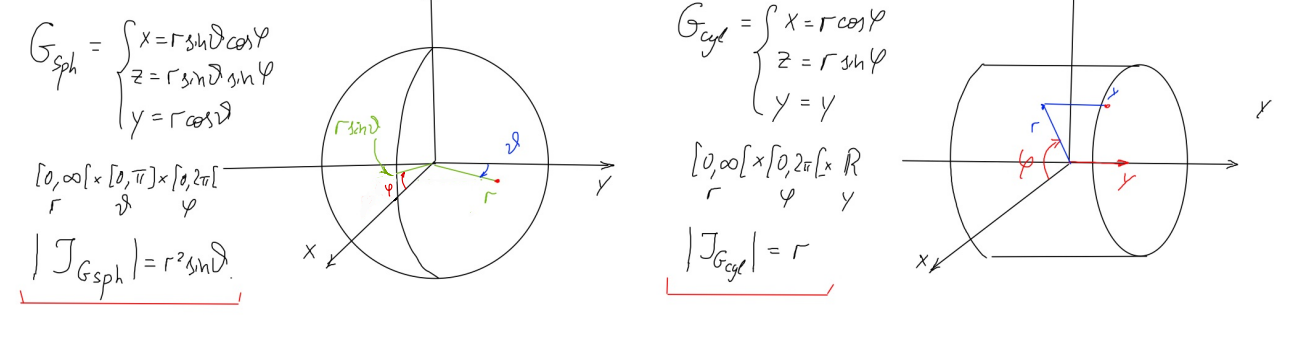 G_sph = { x = r sinϑ cosφ
z = r sinϑ sinφ
y = r cosϑ
[0,∞[ × [0,π] × [0,2π[
r ϑ φ
|J_Gsph| = r² sinϑ.
r sinϑ
ϑ
φ
r
y
x
G_cyl = { x = r cosφ
z = r sinφ
y = y
[0,∞[ × [0,2π[ × ℝ
r φ y
|J_Gcyl| = r
y
r
φ
y
x
y